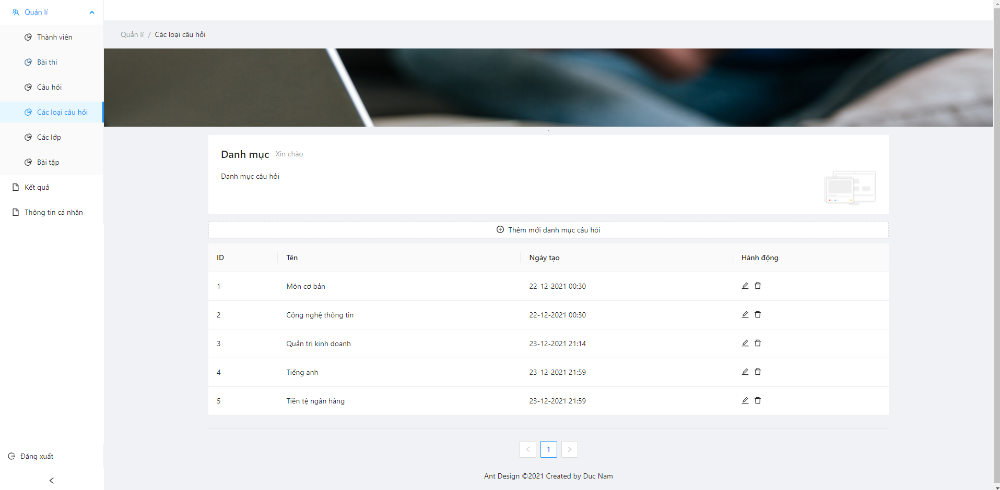 Quản lí
Thành viên
Bài thi
Câu hỏi
Các loại câu hỏi
Các lớp
Bài tập
Kết quả
Thông tin cá nhân
Đăng xuất
Quản lí / Các loại câu hỏi
Danh mục Xin chào
Danh mục câu hỏi
Thêm mới danh mục câu hỏi
ID Tên Ngày tạo Hành động
1 Môn cơ bản 22-12-2021 00:30
2 Công nghệ thông tin 22-12-2021 00:30
3 Quản trị kinh doanh 23-12-2021 21:14
4 Tiếng anh 23-12-2021 21:59
5 Tiền tệ ngân hàng 23-12-2021 21:59
1
Ant Design ©2021 Created by Duc Nam